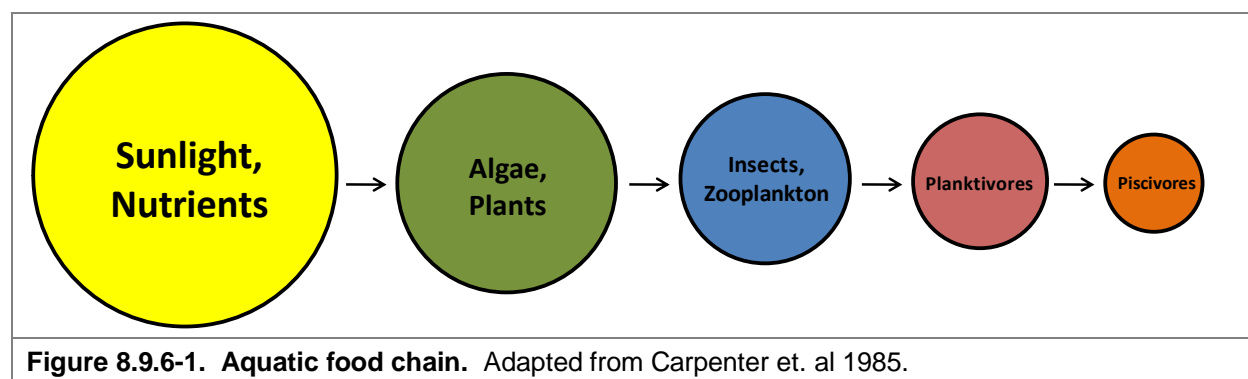 Sunlight,
Nutrients
Algae,
Plants
Insects,
Zooplankton
Planktivores
Piscivores
Figure 8.9.6-1. Aquatic food chain. Adapted from Carpenter et. al 1985.